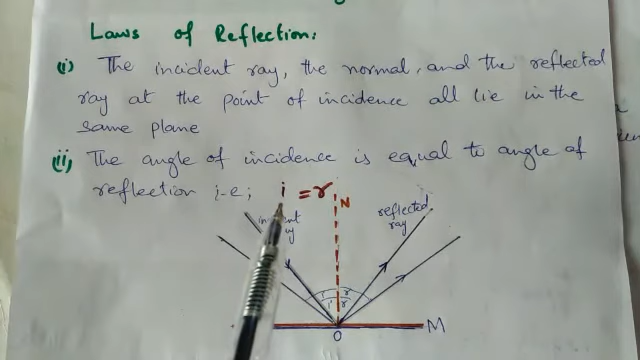 Laws of Reflection:
(i) The incident ray, the normal, and the reflected
ray at the point of incidence all lie in the
same plane
(ii) The angle of incidence is equal to angle of
reflection i-e; i = r
N
reflected
ray
i r
i' r'
O
M